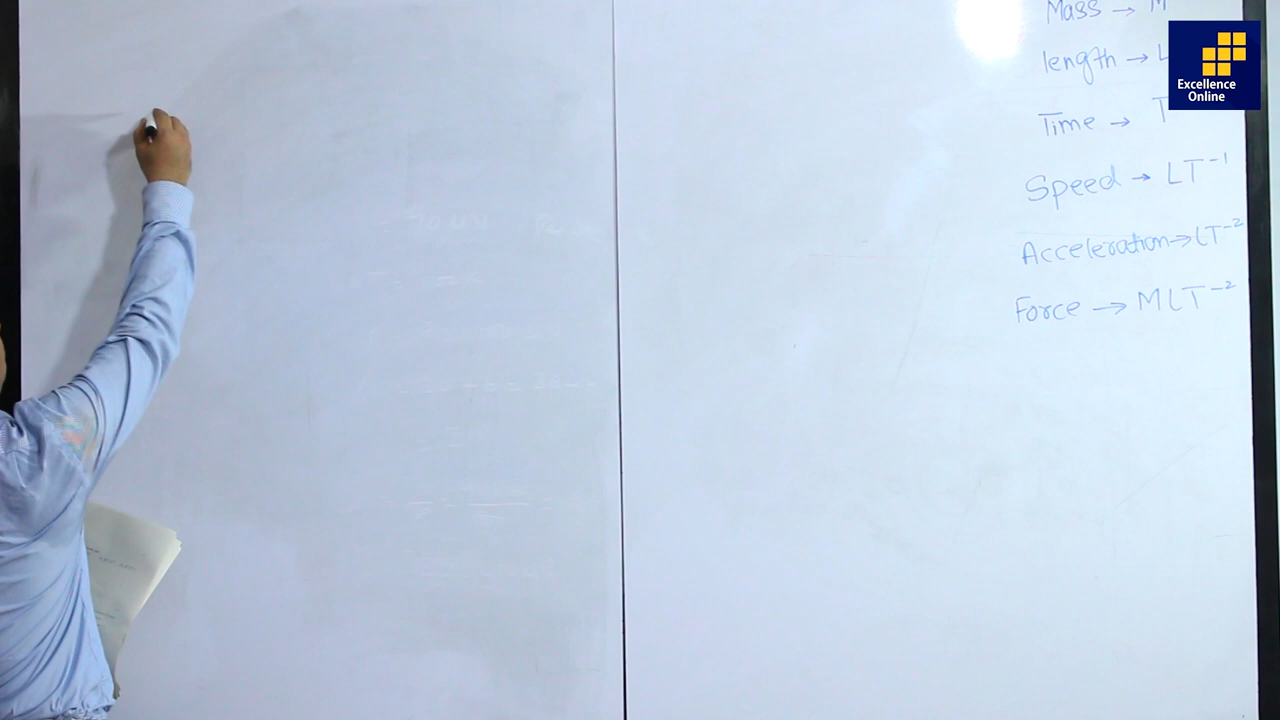 Mass → M
length → L
Time → T
Speed → LT⁻¹
Acceleration → LT⁻²
Force → MLT⁻²
Excellence
Online